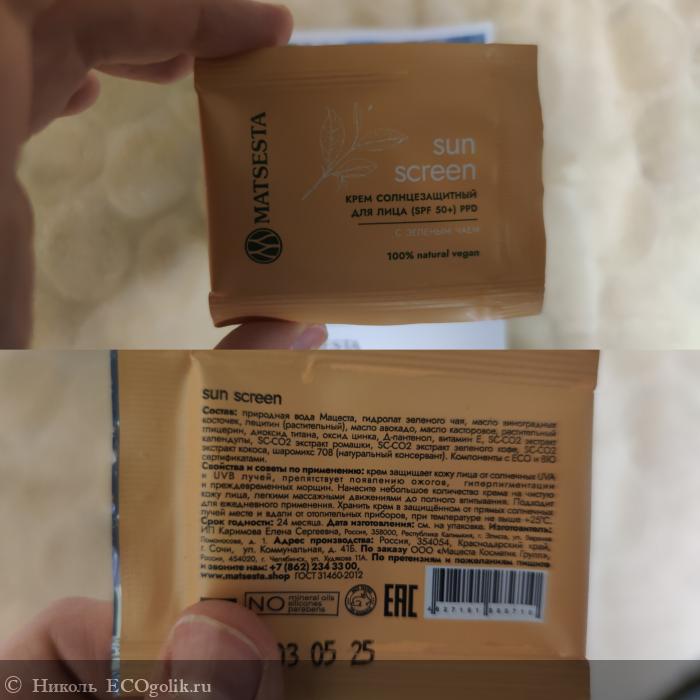 MATSESTA
sun
screen
КРЕМ СОЛНЦЕЗАЩИТНЫЙ
ДЛЯ ЛИЦА (SPF 50+) PPD
С ЗЕЛЕНЫМ ЧАЕМ
100% natural vegan
sun screen
Состав: природная вода Мацеста, гидролат зеленого чая, масло виноградных
косточек, лецитин (растительный), масло авокадо, масло касторовое, растительный
глицерин, диоксид титана, оксид цинка, Д-пантенол, витамин Е, SC-CO2 экстракт
календулы, SC-CO2 экстракт ромашки, SC-CO2 экстракт зеленого кофе, SC-CO2
экстракт кокоса, шаромикс 708 (натуральный консервант). Компоненты с ECO и BIO
сертификатами.
Свойства и советы по применению: крем защищает кожу лица от солнечных UVA
и UVB лучей, препятствует появлению ожогов, гиперпигментации
и преждевременных морщин. Нанесите небольшое количество крема на чистую
кожу лица, легкими массажными движениями до полного впитывания. Подходит
для ежедневного применения. Хранить крем в защищенном от прямых солнечных
лучей месте и вдали от отопительных приборов, при температуре не выше +25°C.
Срок годности: 24 месяца. Дата изготовления: см. на упаковке. Изготовитель:
ИП Каримова Елена Сергеевна, Россия, 358000, Республика Калмыкия, г. Элиста, ул.
Ломоносова, д. 1. Адрес производства: Россия, 354054, Краснодарский край,
г. Сочи, ул. Коммунальная, д. 41Б. По заказу ООО «Мацеста Косметик Групп»,
Россия, 454020, г. Челябинск, ул. Худякова 11А. По претензиям и пожеланиям пишите
и звоните нам: +7 (862) 234 33 00,
www.matsesta.shop ГОСТ 31460-2012
NO mineral oils
silicones
parabens
EAC
03 05 25
© Николь ECOgolik.ru